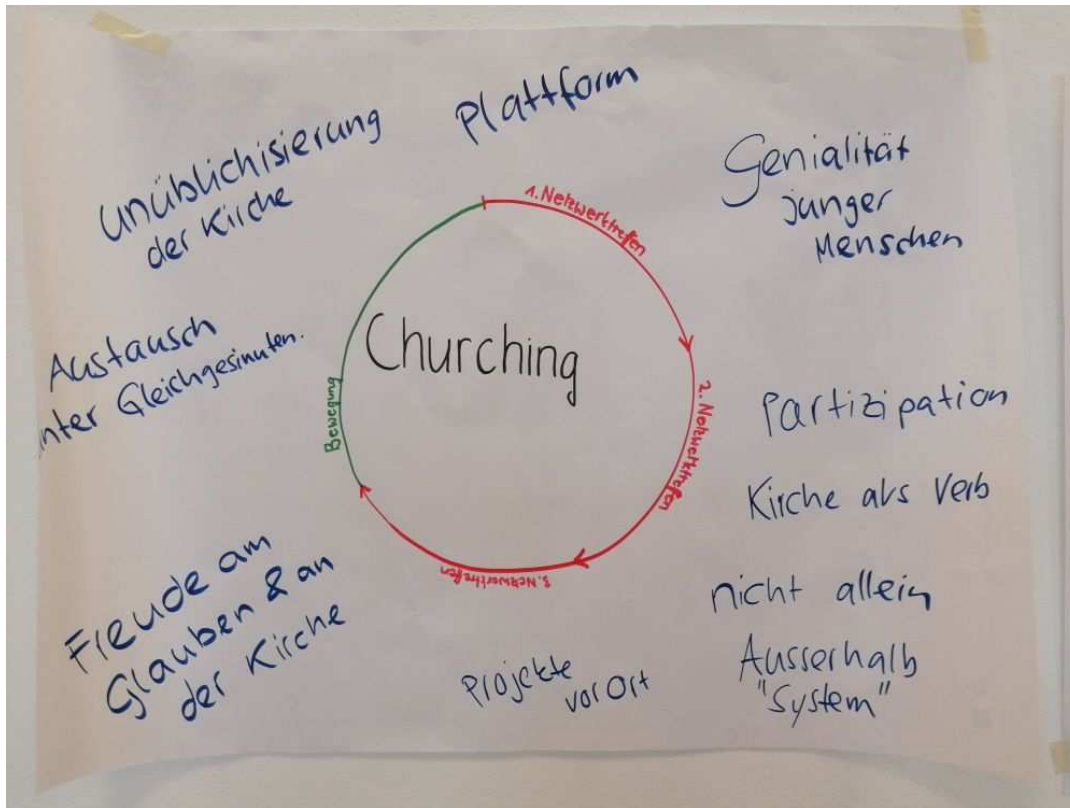 Plattform
Unüblichisierung
der Kirche
Genialität
junger
Menschen
1. Netzwerktreffen
Churching
2. Netzwerktreffen
3. Netzwerktreffen
Bewegung
Austausch
unter Gleichgesinnten.
Partizipation
Kirche als Verb
nicht allein
Ausserhalb
"System"
Freude am
Glauben & an
der Kirche
Projekte
vor Ort